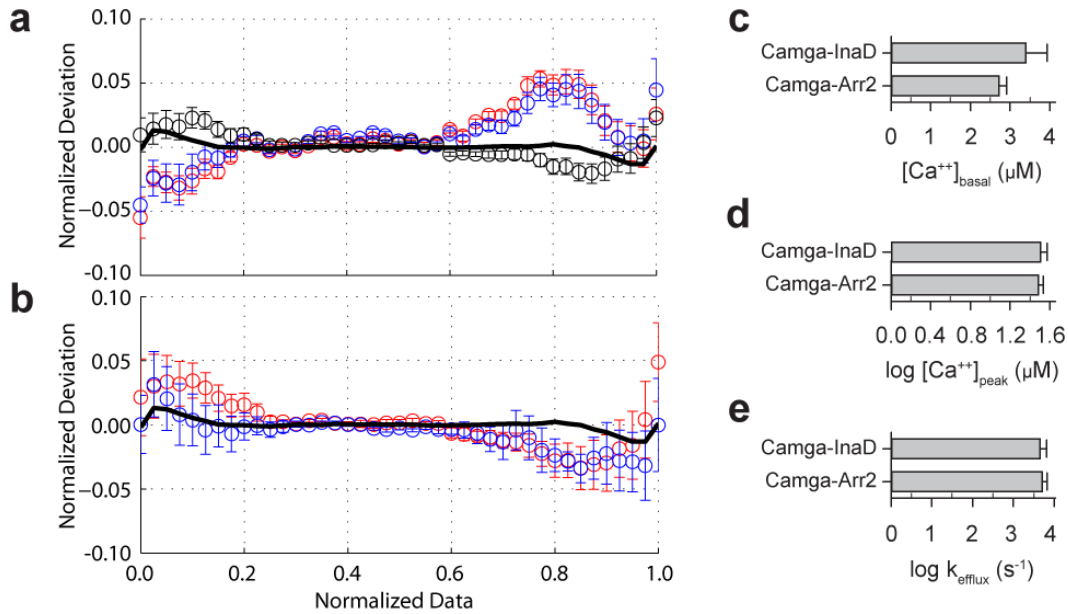 a
0.10
0.05
0.00
−0.05
-0.10
Normalized Deviation
b
0.10
0.05
0.00
−0.05
-0.10
Normalized Deviation
0.0 0.2 0.4 0.6 0.8 1.0
Normalized Data
c
Camga-InaD
Camga-Arr2
0 1 2 3 4
[Ca⁺⁺]basal (µM)
d
Camga-InaD
Camga-Arr2
0.0 0.4 0.8 1.2 1.6
log [Ca⁺⁺]peak (µM)
e
Camga-InaD
Camga-Arr2
0 1 2 3 4
log kefflux (s⁻¹)